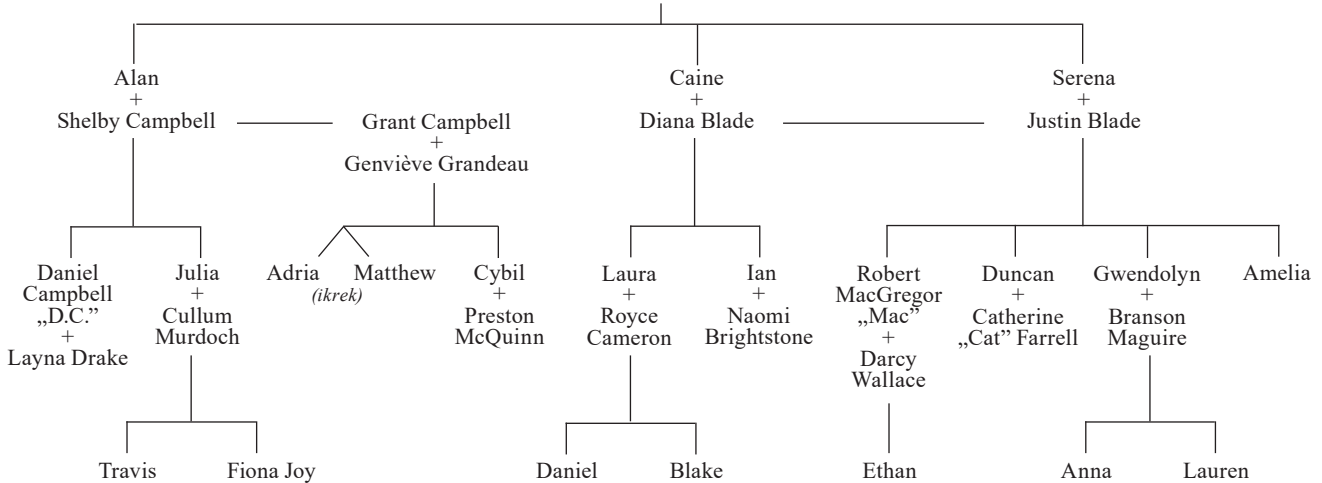 Alan
+
Shelby Campbell
Grant Campbell
+
Genviève Grandeau
Caine
+
Diana Blade
Serena
+
Justin Blade
Daniel
Campbell
„D.C.”
+
Layna Drake
Julia
+
Cullum
Murdoch
Adria
Matthew
(ikrek)
Cybil
+
Preston
McQuinn
Laura
+
Royce
Cameron
Ian
+
Naomi
Brightstone
Robert
MacGregor
„Mac”
+
Darcy
Wallace
Duncan
+
Catherine
„Cat” Farrell
Gwendolyn
+
Branson
Maguire
Amelia
Travis
Fiona Joy
Daniel
Blake
Ethan
Anna
Lauren